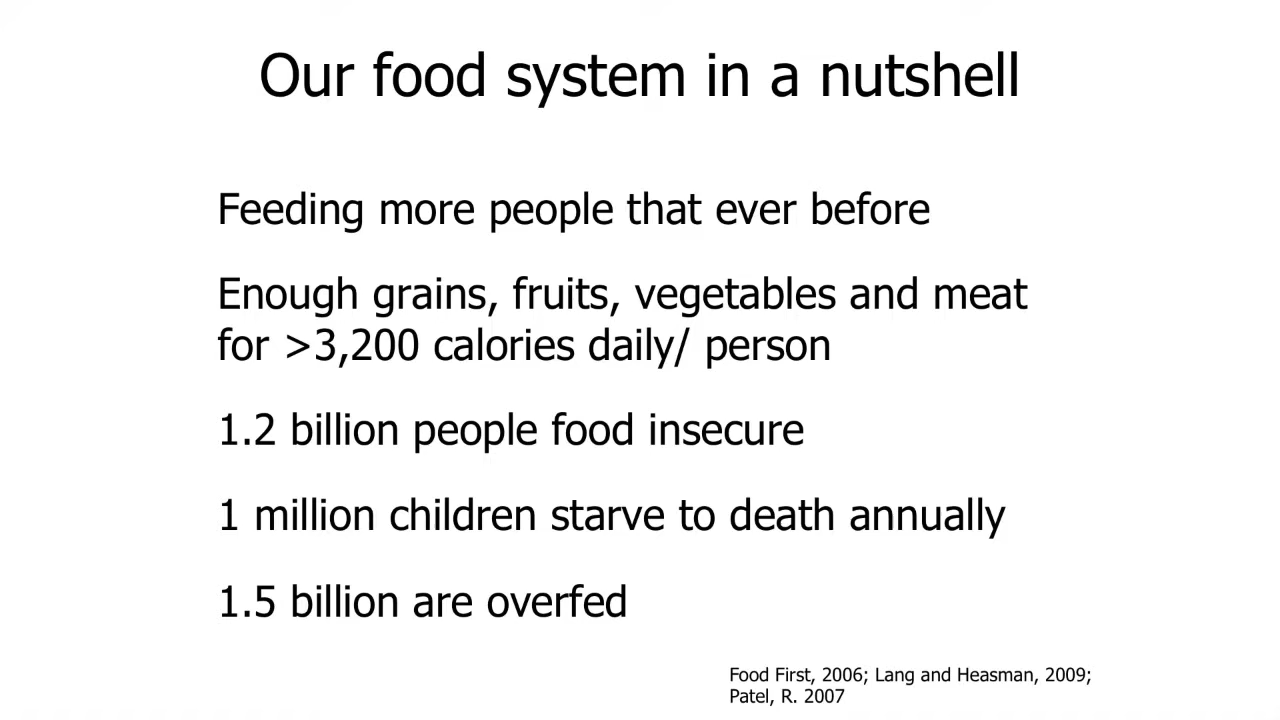 Our food system in a nutshell
Feeding more people that ever before
Enough grains, fruits, vegetables and meat
for >3,200 calories daily/ person
1.2 billion people food insecure
1 million children starve to death annually
1.5 billion are overfed
Food First, 2006; Lang and Heasman, 2009;
Patel, R. 2007